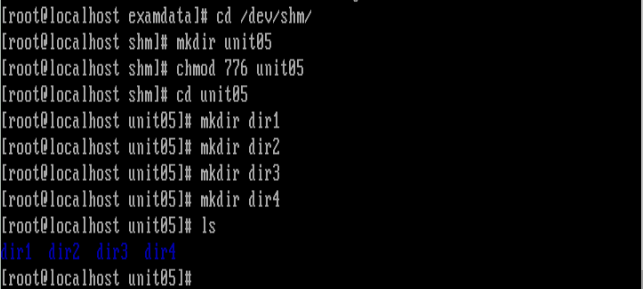 [root@localhost examdata]# cd /dev/shm/
[root@localhost shm]# mkdir unit05
[root@localhost shm]# chmod 776 unit05
[root@localhost shm]# cd unit05
[root@localhost unit05]# mkdir dir1
[root@localhost unit05]# mkdir dir2
[root@localhost unit05]# mkdir dir3
[root@localhost unit05]# mkdir dir4
[root@localhost unit05]# ls
dir1 dir2 dir3 dir4
[root@localhost unit05]#